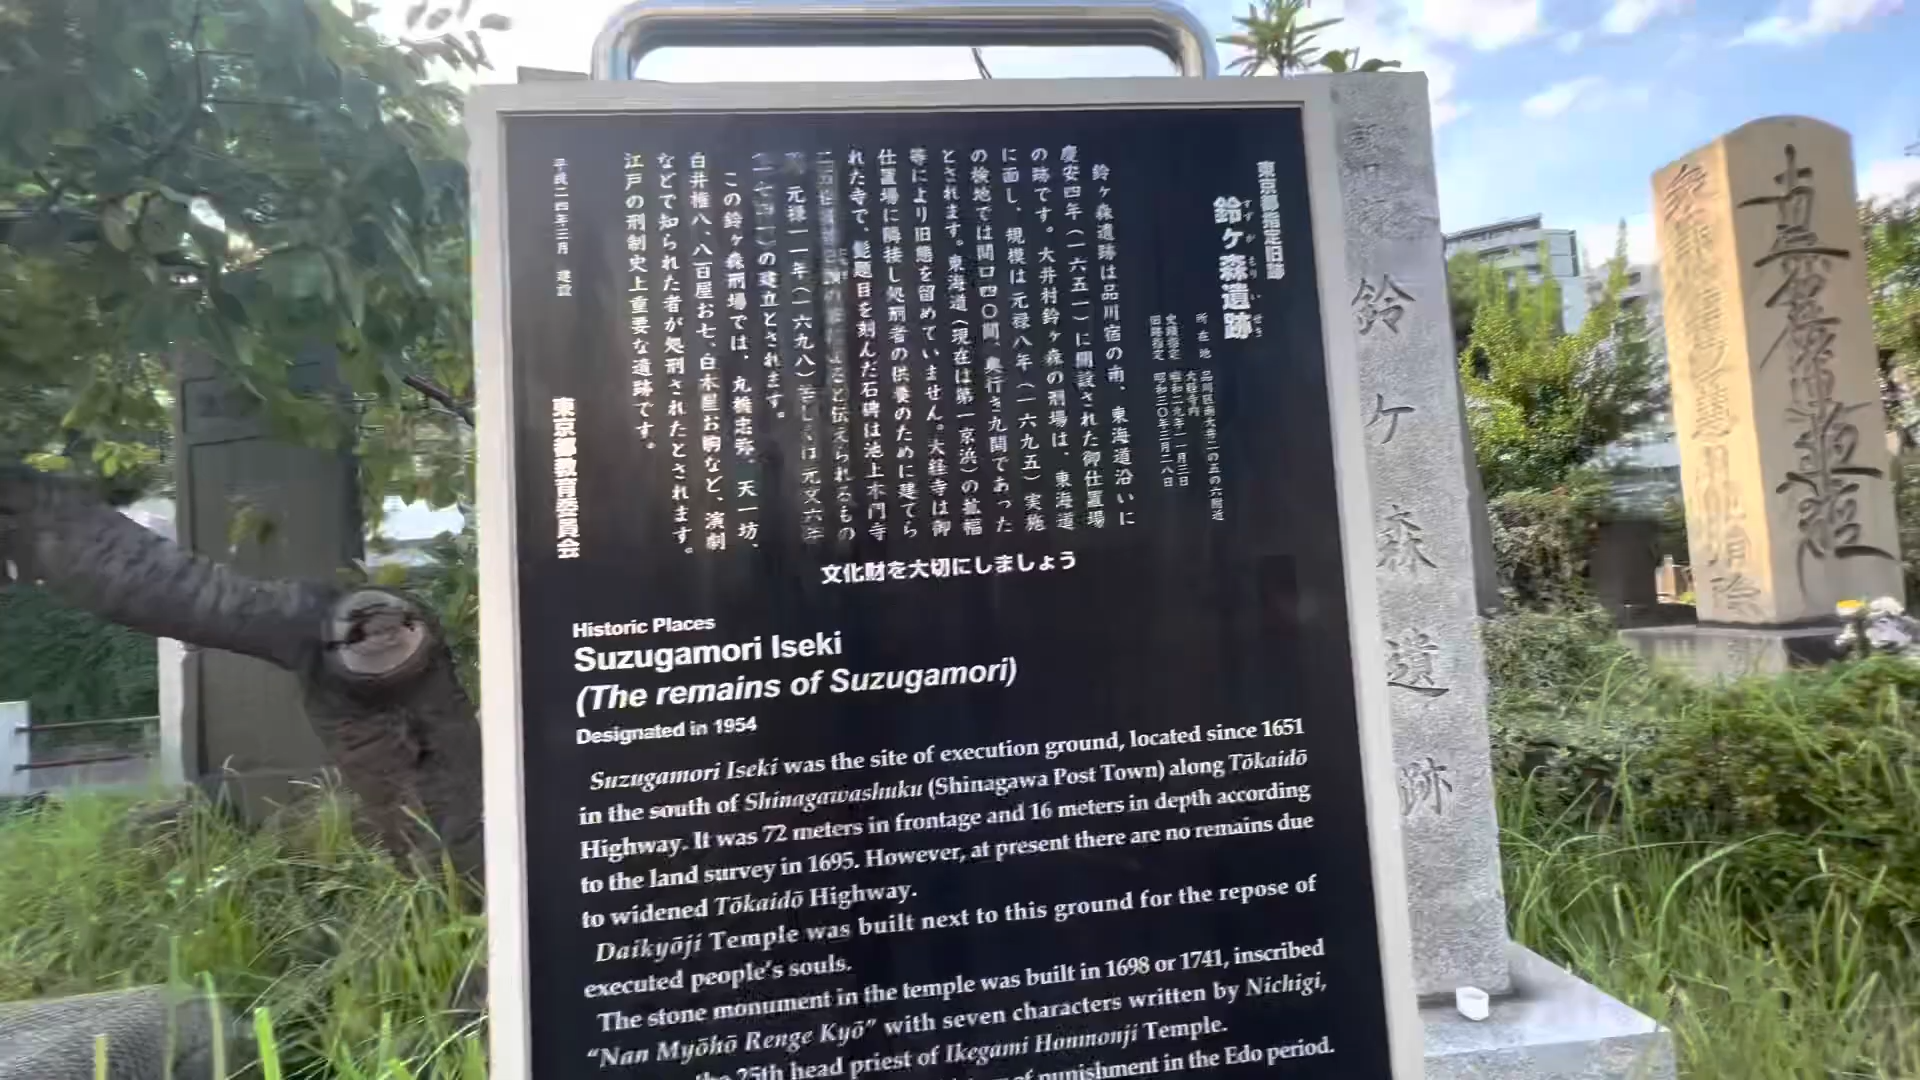 東京都指定旧跡
鈴ヶ森遺跡
すずがもりいせき
所在地 品川区南大井二の五の六附近
大経寺内
史蹟指定 昭和二九年一一月三日
旧跡指定 昭和三〇年三月二八日
鈴ヶ森遺跡は品川宿の南、東海道沿いに
慶安四年(一六五一)に開設された御仕置場
の跡です。大井村鈴ヶ森の刑場は、東海道
に面し、規模は元禄八年(一六九五)実施
の検地では間口四〇間、奥行き九間であった
とされます。東海道(現在は第一京浜)の拡幅
等により旧態を留めていません。大経寺は御
仕置場に隣接し処刑者の供養のために建てら
れた寺で、髭題目を刻んだ石碑は池上本門寺
と伝えられるもの
元禄一一年(一六九八)若しくは元文六年
の建立とされます。
この鈴ヶ森刑場では、丸橋忠弥、天一坊、
白井権八、八百屋お七、白木屋お駒など、演劇
などで知られた者が処刑されたとされます。
江戸の刑制史上重要な遺跡です。
平成二四年三月 建設
東京都教育委員会
文化財を大切にしましょう
Historic Places
Suzugamori Iseki
(The remains of Suzugamori)
Designated in 1954
Suzugamori Iseki was the site of execution ground, located since 1651
in the south of Shinagawashuku (Shinagawa Post Town) along Tōkaidō
Highway. It was 72 meters in frontage and 16 meters in depth according
to the land survey in 1695. However, at present there are no remains due
to widened Tōkaidō Highway.
Daikyōji Temple was built next to this ground for the repose of
executed people's souls.
The stone monument in the temple was built in 1698 or 1741, inscribed
"Nan Myōhō Renge Kyō" with seven characters written by Nichigi,
the 25th head priest of Ikegami Honmonji Temple.
of punishment in the Edo period.
鈴ヶ森遺跡